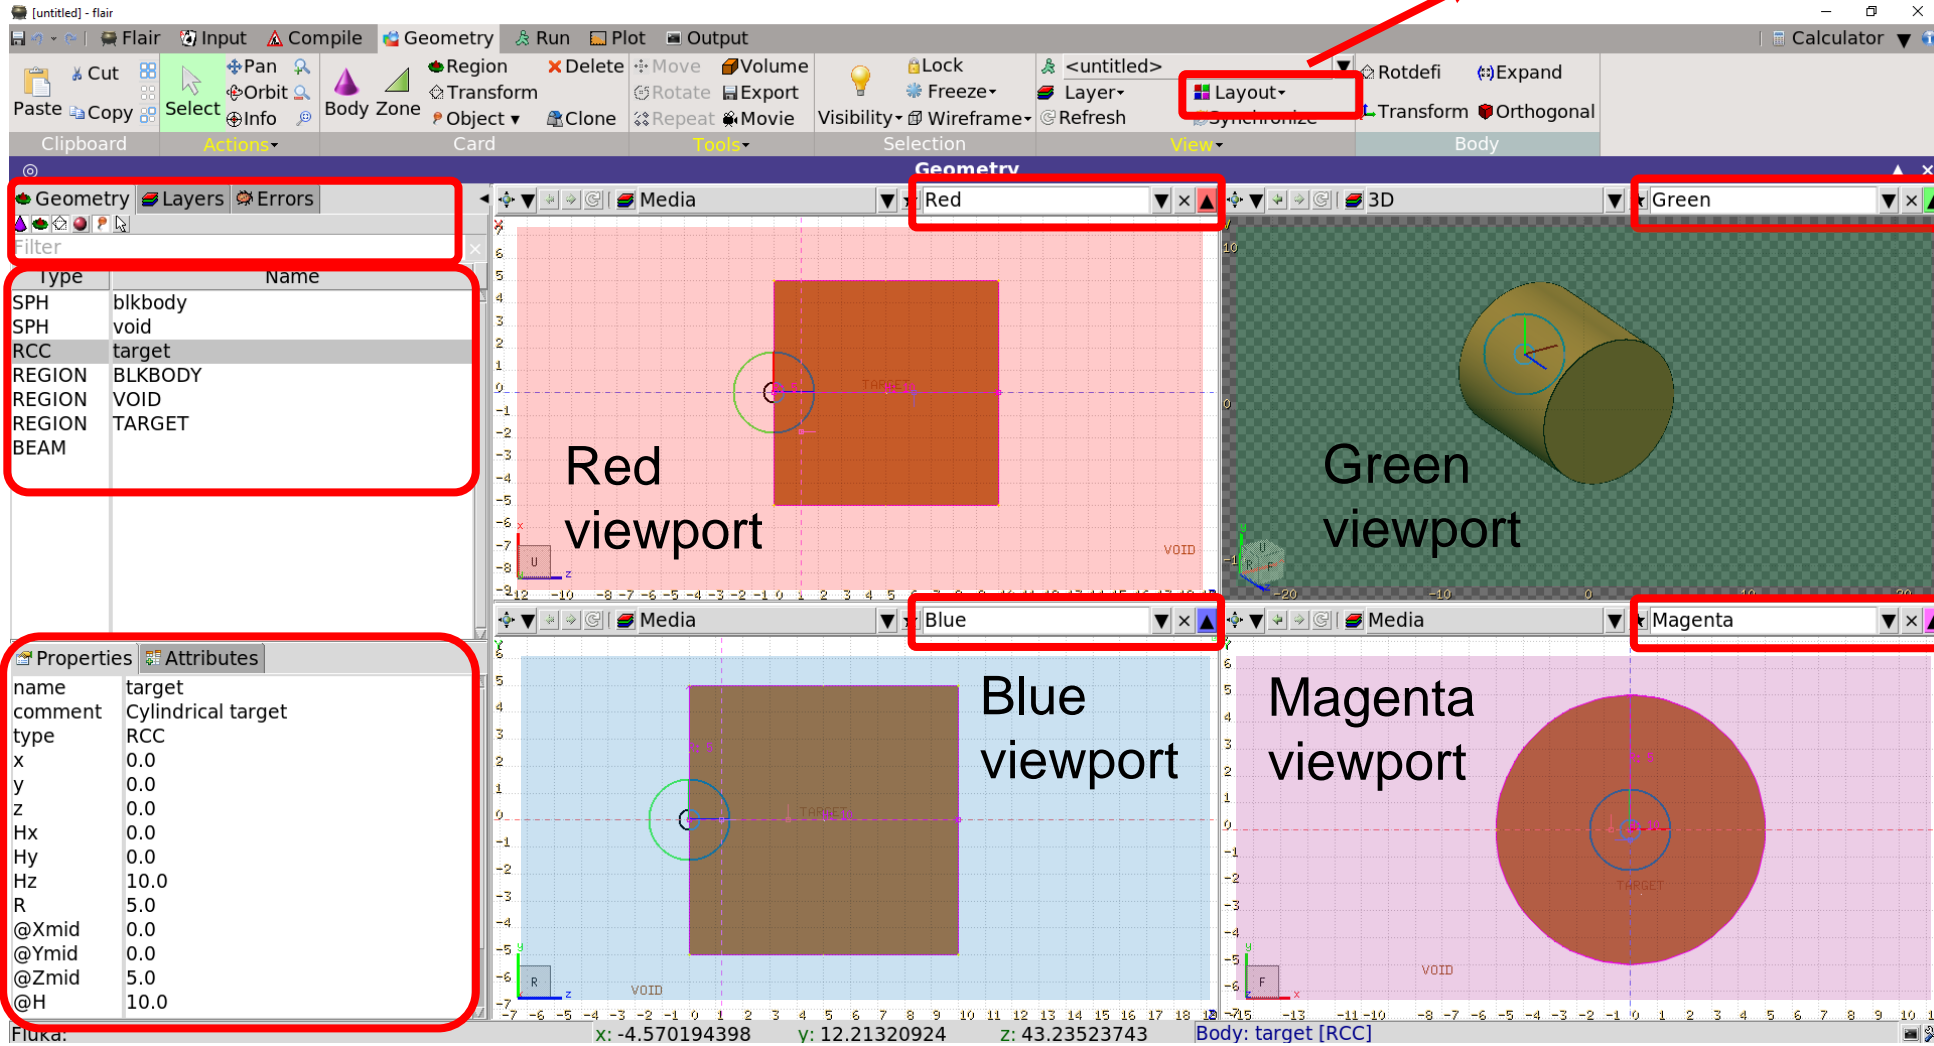 [untitled] - flair
Flair Input Compile Geometry Run Plot Output Calculator
Paste Cut Copy
Select Pan Orbit Info
Body Zone Region Transform Object Delete Clone
Move Rotate Repeat Volume Export Movie
Visibility Lock Freeze Wireframe
<untitled> Layer Refresh Layout Synchronize
Rotdefi Expand Transform Orthogonal
Clipboard Actions Card Tools Selection View Body
Geometry
Geometry Layers Errors
Filter
Type Name
SPH blkbody
SPH void
RCC target
REGION BLKBODY
REGION VOID
REGION TARGET
BEAM
Properties Attributes
name target
comment Cylindrical target
type RCC
x 0.0
y 0.0
z 0.0
Hx 0.0
Hy 0.0
Hz 10.0
R 5.0
@Xmid 0.0
@Ymid 0.0
@Zmid 5.0
@H 10.0
Media Red
TARGET
Red
viewport
VOID
U
x
z
3D Green
Green
viewport
Media Blue
Blue
viewport
R: 5
VOID
R
y
z
Media Magenta
Magenta
viewport
TARGET
VOID
F
y
z
x
Fluka: x: -4.570194398 y: 12.21320924 z: 43.23523743 Body: target [RCC]